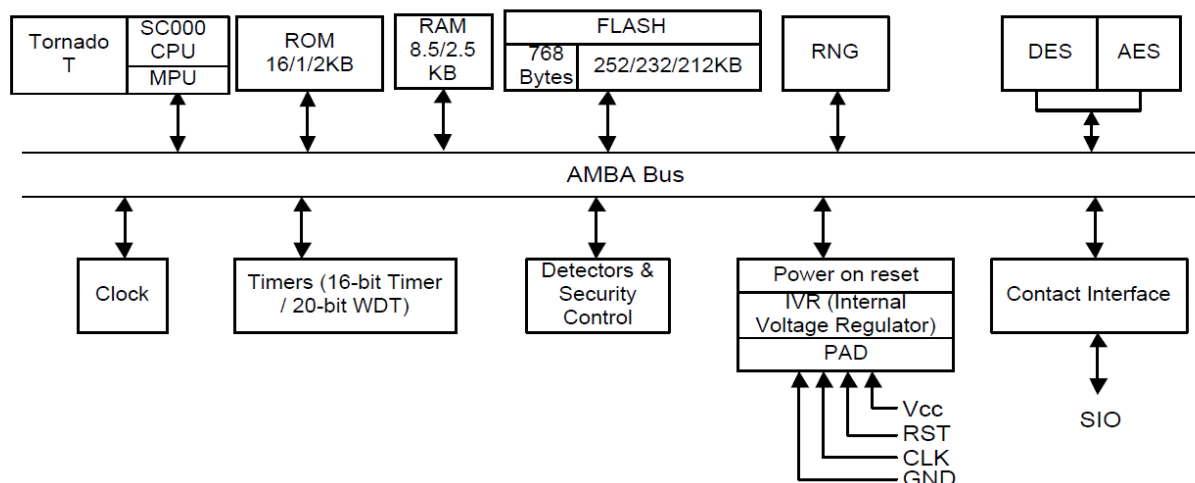 Tornado
T
SC000
CPU
MPU
ROM
16/1/2KB
RAM
8.5/2.5
KB
FLASH
768
Bytes
252/232/212KB
RNG
DES
AES
AMBA Bus
Clock
Timers (16-bit Timer
/ 20-bit WDT)
Detectors &
Security
Control
Power on reset
IVR (Internal
Voltage Regulator)
PAD
Contact Interface
Vcc
RST
CLK
GND
SIO